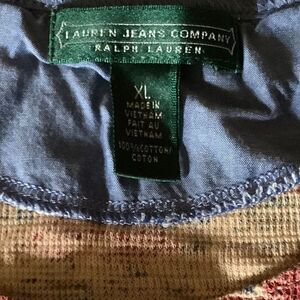 LAUREN JEANS COMPANY
RALPH LAUREN
XL
MADE IN
VIETNAM
FAIT AU
VIETNAM
100% COTTON/
COTON